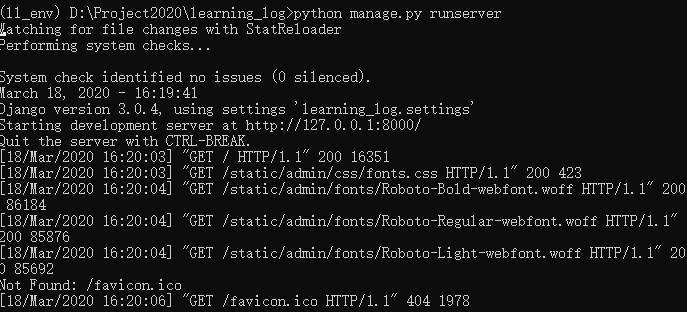 (11_env) D:\Project2020\learning_log>python manage.py runserver
Watching for file changes with StatReloader
Performing system checks...
System check identified no issues (0 silenced).
March 18, 2020 - 16:19:41
Django version 3.0.4, using settings 'learning_log.settings'
Starting development server at http://127.0.0.1:8000/
Quit the server with CTRL-BREAK.
[18/Mar/2020 16:20:03] "GET / HTTP/1.1" 200 16351
[18/Mar/2020 16:20:03] "GET /static/admin/css/fonts.css HTTP/1.1" 200 423
[18/Mar/2020 16:20:04] "GET /static/admin/fonts/Roboto-Bold-webfont.woff HTTP/1.1" 200
86184
[18/Mar/2020 16:20:04] "GET /static/admin/fonts/Roboto-Regular-webfont.woff HTTP/1.1"
200 85876
[18/Mar/2020 16:20:04] "GET /static/admin/fonts/Roboto-Light-webfont.woff HTTP/1.1" 20
0 85692
Not Found: /favicon.ico
[18/Mar/2020 16:20:06] "GET /favicon.ico HTTP/1.1" 404 1978